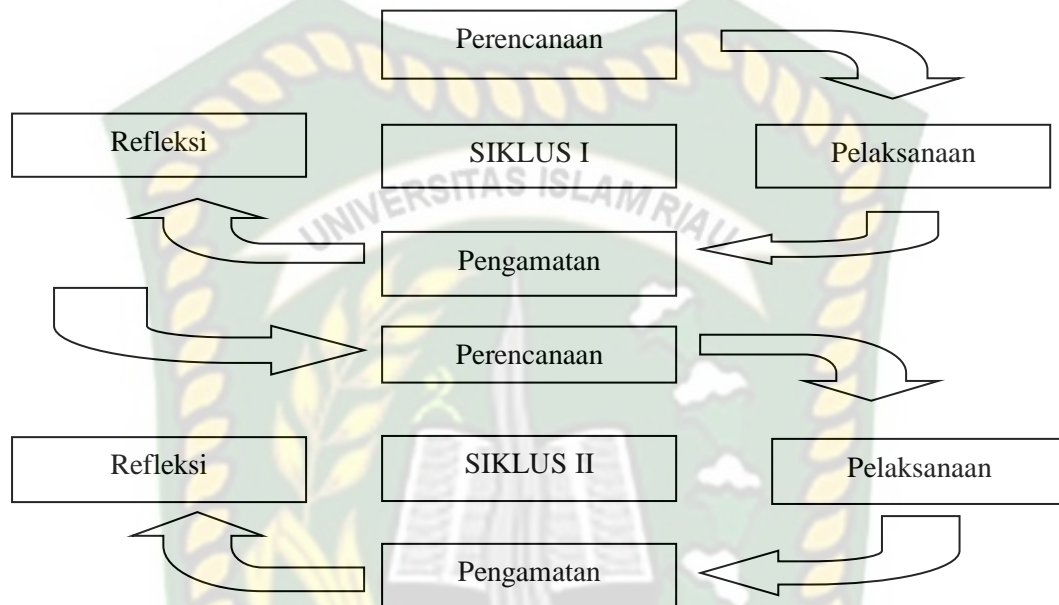 Perencanaan
Refleksi
SIKLUS I
Pelaksanaan
UNIVERSITAS ISLAM RIAU
Pengamatan
Perencanaan
Refleksi
SIKLUS II
Pelaksanaan
Pengamatan